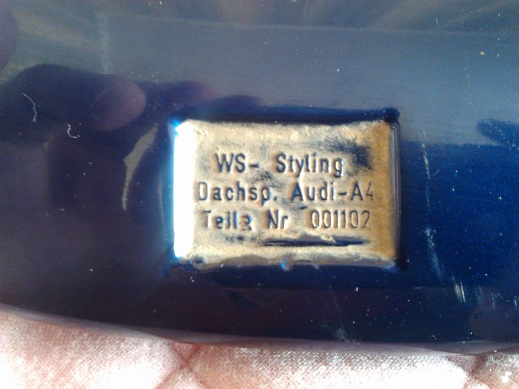 WS- Styling
Dachsp. Audi-A4
Teile Nr 001102